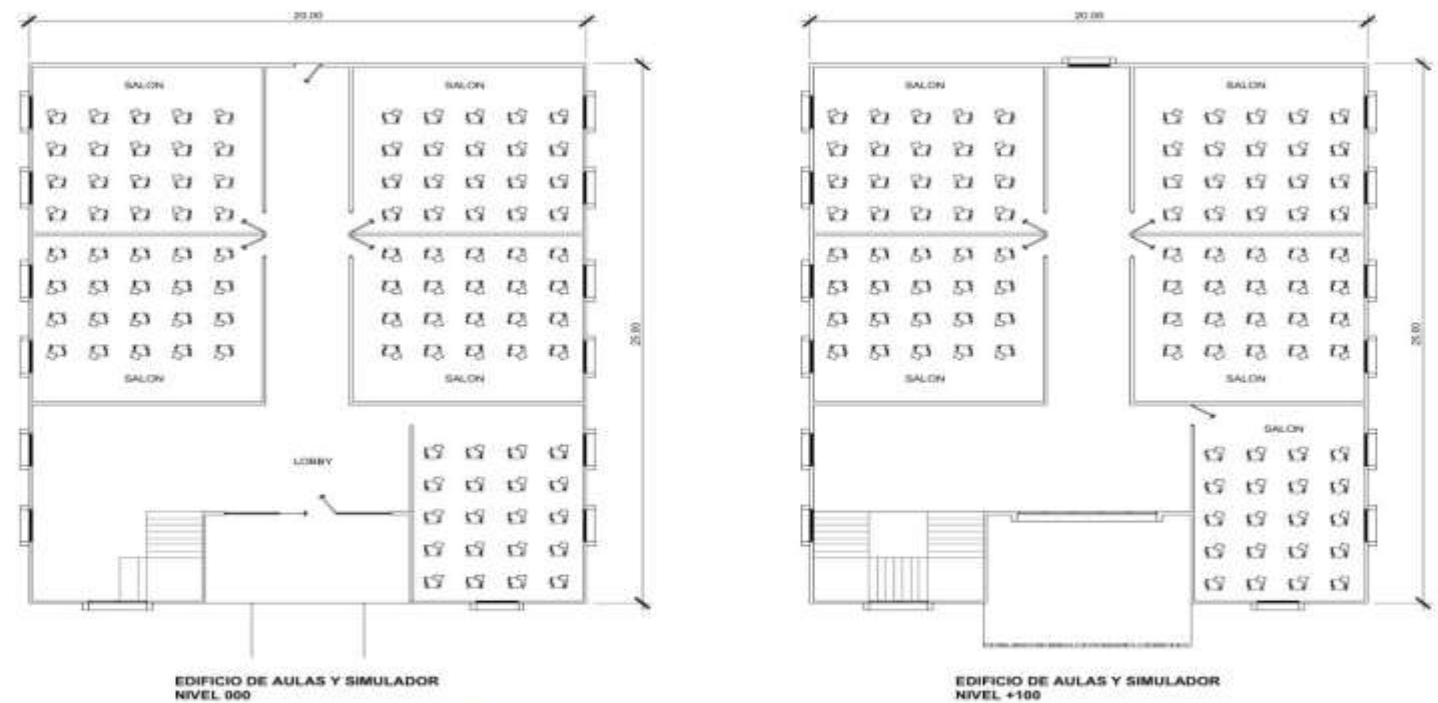 20.00
20.00
SALON
SALON
SALON
SALON
25.00
25.00
SALON
SALON
SALON
SALON
SALON
LOBBY
EDIFICIO DE AULAS Y SIMULADOR
NIVEL 000
EDIFICIO DE AULAS Y SIMULADOR
NIVEL +100